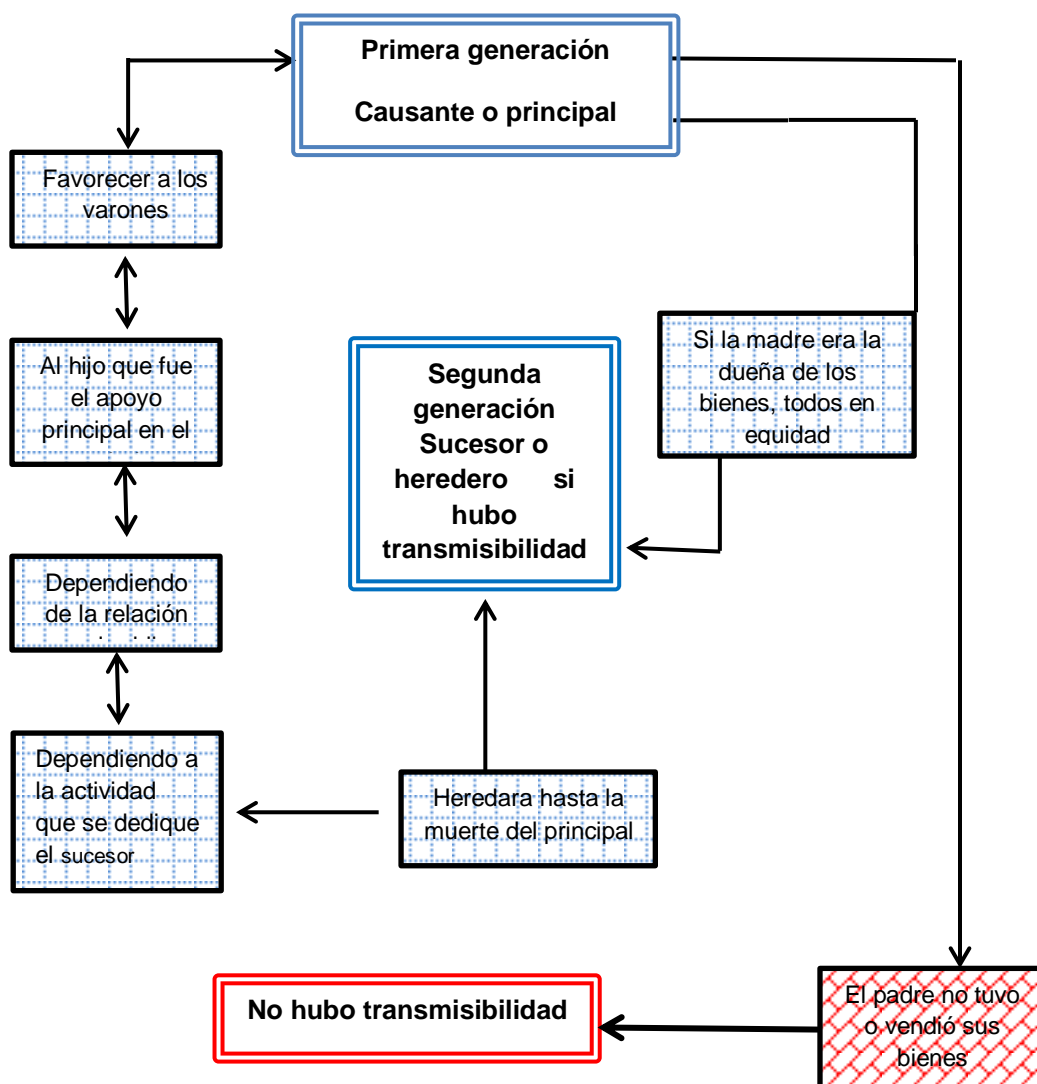 Primera generación
Causante o principal
Favorecer a los
varones
Al hijo que fue
el apoyo
principal en el
Dependiendo
de la relación
Dependiendo a
la actividad
que se dedique
el sucesor
Segunda
generación
Sucesor o
heredero si
hubo
transmisibilidad
Si la madre era la
dueña de los
bienes, todos en
equidad
Heredara hasta la
muerte del principal
No hubo transmisibilidad
El padre no tuvo
o vendió sus
bienes